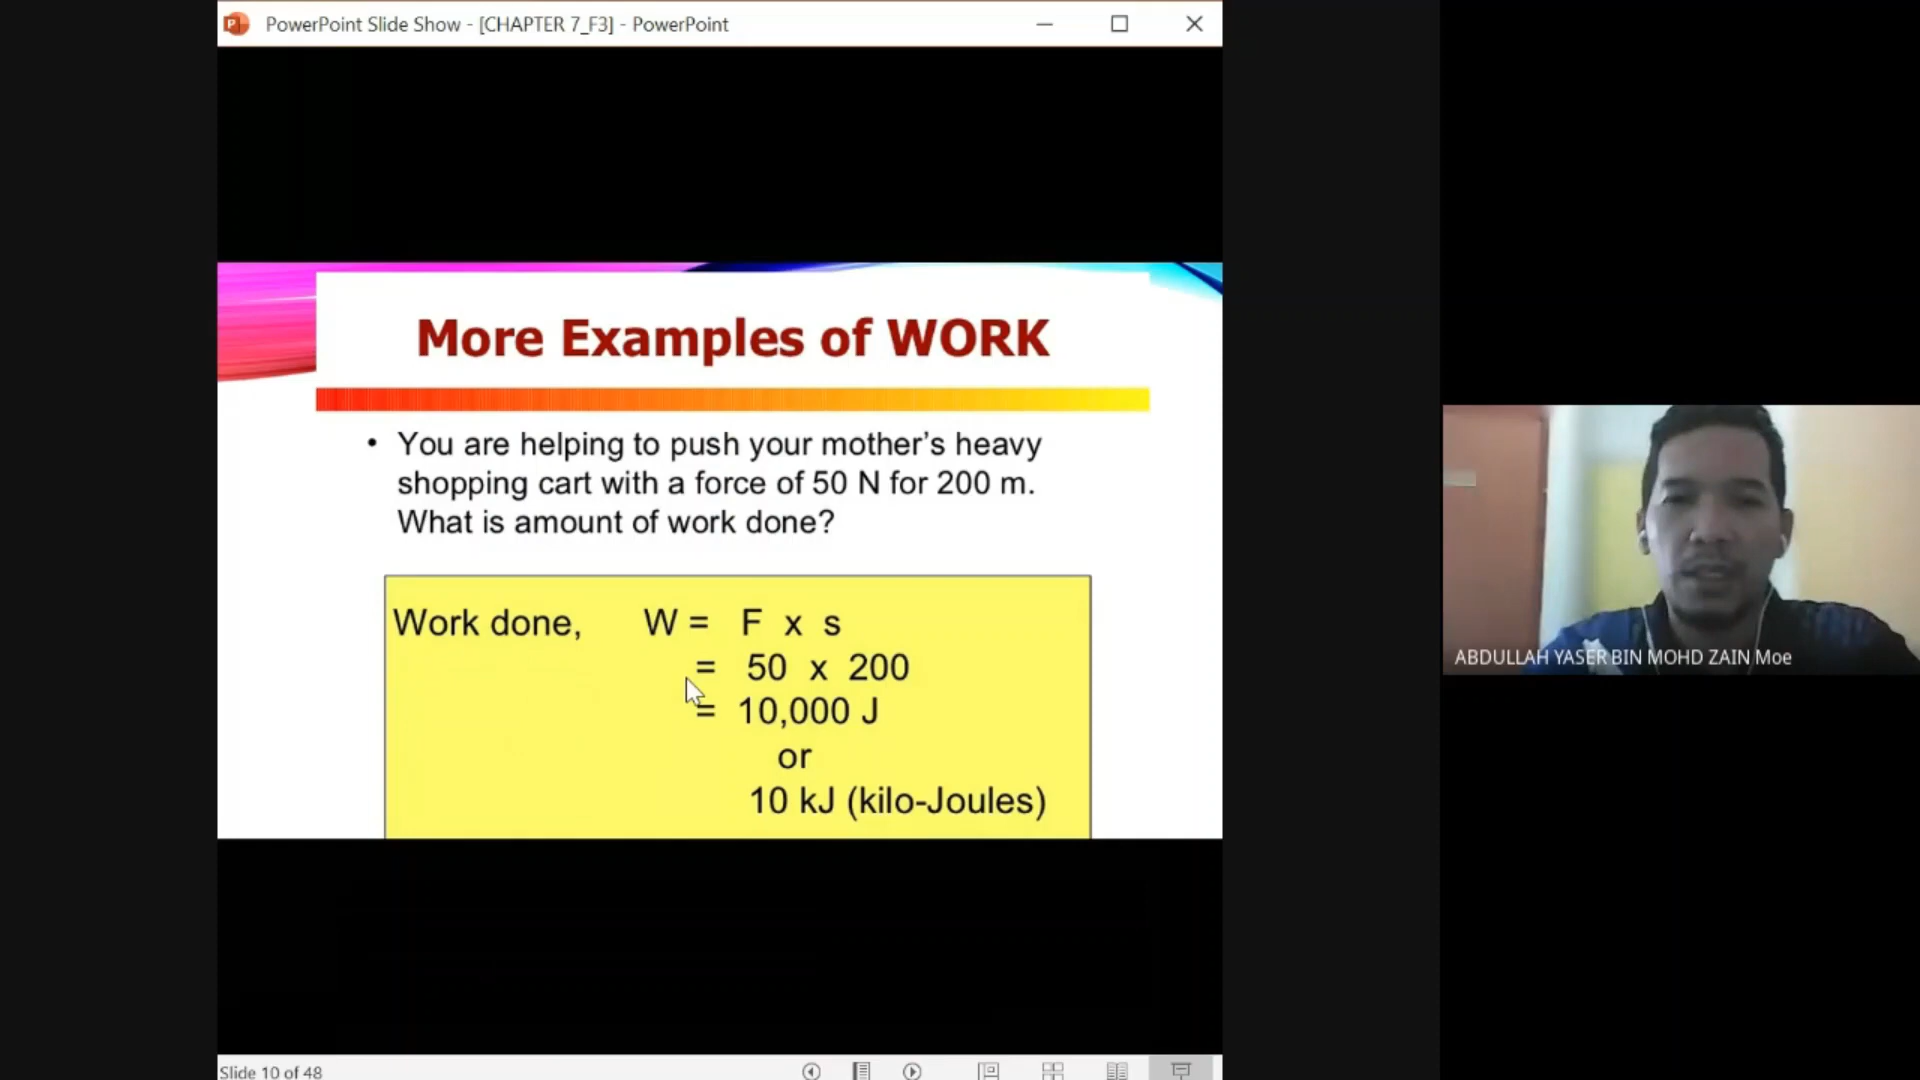 PowerPoint Slide Show - [CHAPTER 7_F3] - PowerPoint
More Examples of WORK
• You are helping to push your mother’s heavy
shopping cart with a force of 50 N for 200 m.
What is amount of work done?
Work done, W = F x s
= 50 x 200
= 10,000 J
or
10 kJ (kilo-Joules)
ABDULLAH YASER BIN MOHD ZAIN Moe
Slide 10 of 48